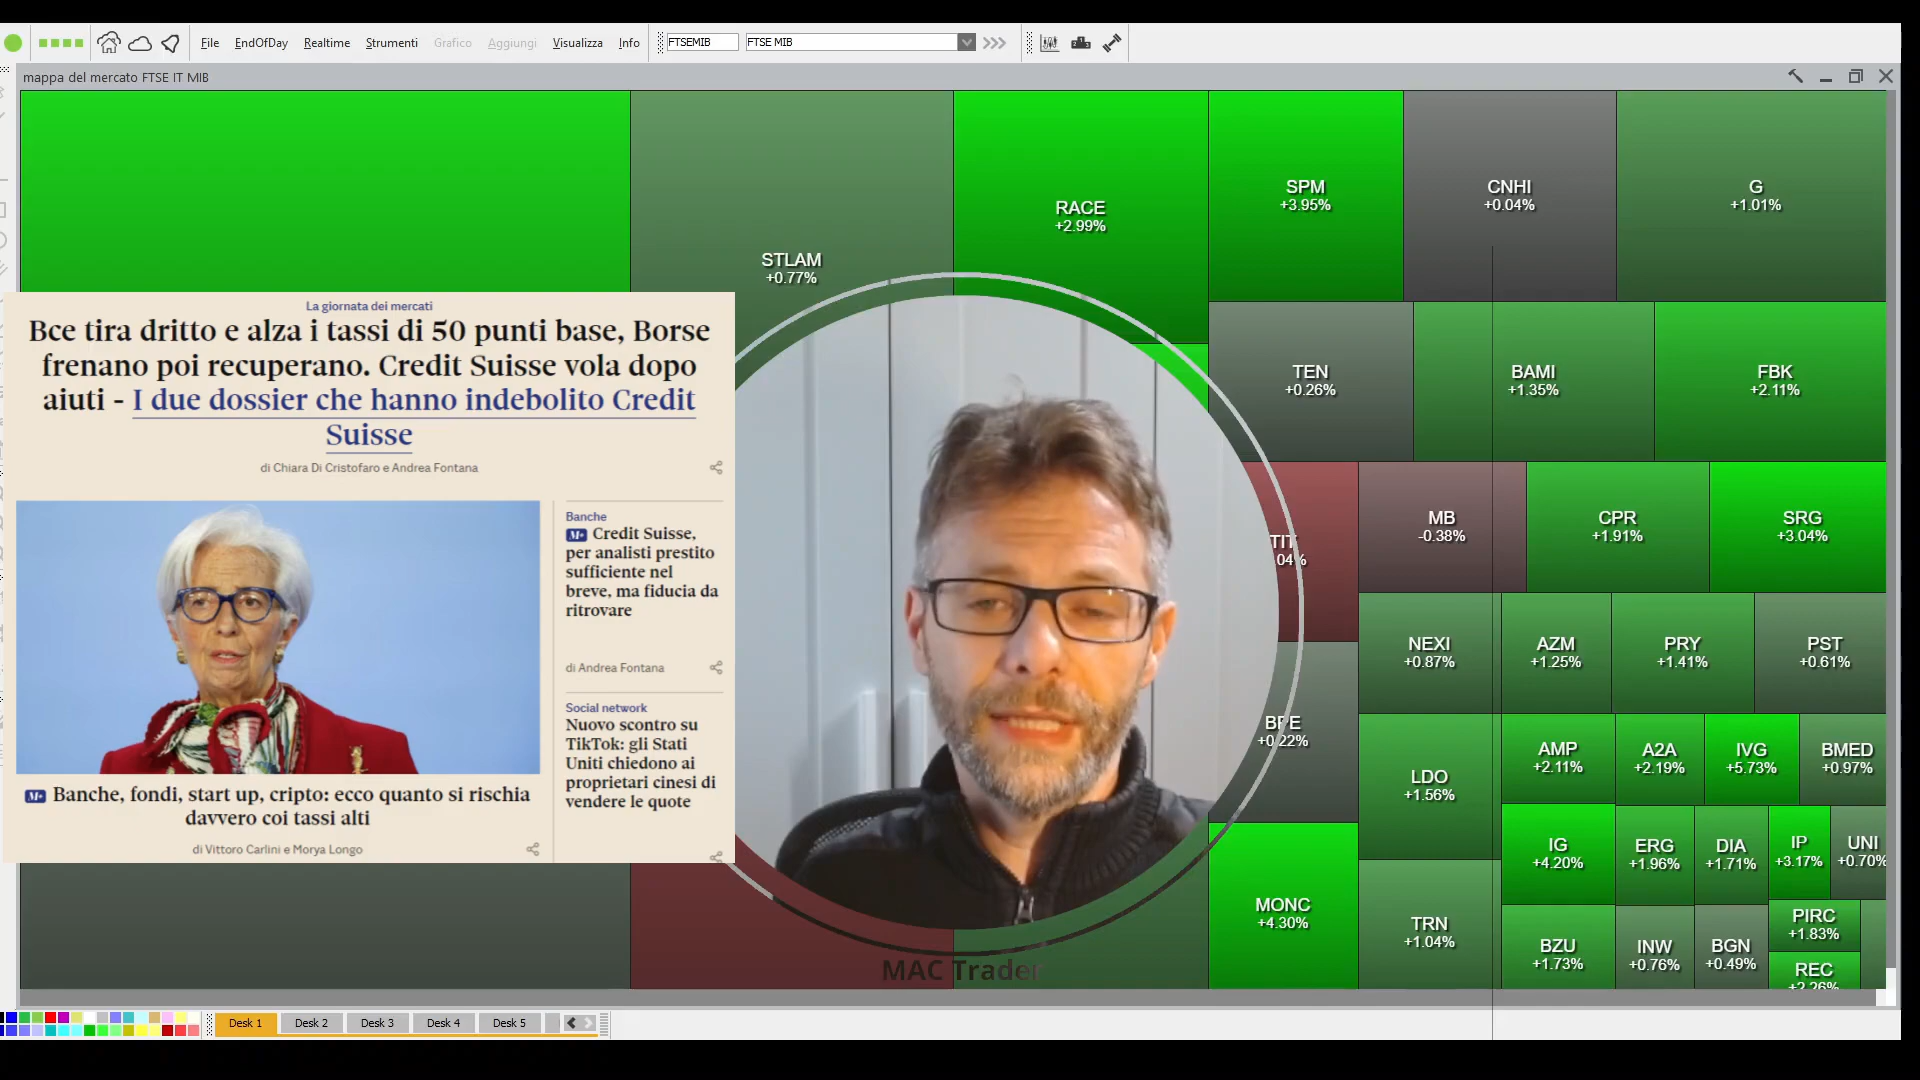 File EndOfDay Realtime Strumenti Grafico Aggiungi Visualizza Info FTSEMIB FTSE MIB
mappa del mercato FTSE IT MIB
STLAM
+0.77%
RACE
+2.99%
SPM
+3.95%
CNHI
+0.04%
G
+1.01%
La giornata dei mercati
Bce tira dritto e alza i tassi di 50 punti base, Borse
frenano poi recuperano. Credit Suisse vola dopo
aiuti - I due dossier che hanno indebolito Credit
Suisse
di Chiara Di Cristofaro e Andrea Fontana
Banche
M+ Credit Suisse,
per analisti prestito
sufficiente nel
breve, ma fiducia da
ritrovare
di Andrea Fontana
Social network
Nuovo scontro su
TikTok: gli Stati
Uniti chiedono ai
proprietari cinesi di
vendere le quote
M+ Banche, fondi, start up, cripto: ecco quanto si rischia
davvero coi tassi alti
di Vittoro Carlini e Morya Longo
TEN
+0.26%
BAMI
+1.35%
FBK
+2.11%
TIT
.04%
MB
-0.38%
CPR
+1.91%
SRG
+3.04%
NEXI
+0.87%
AZM
+1.25%
PRY
+1.41%
PST
+0.61%
BPE
+0.22%
LDO
+1.56%
AMP
+2.11%
A2A
+2.19%
IVG
+5.73%
BMED
+0.97%
IG
+4.20%
ERG
+1.96%
DIA
+1.71%
IP
+3.17%
UNI
+0.70%
MONC
+4.30%
TRN
+1.04%
BZU
+1.73%
INW
+0.76%
BGN
+0.49%
PIRC
+1.83%
REC
+2.26%
MAC Trader
Desk 1 Desk 2 Desk 3 Desk 4 Desk 5